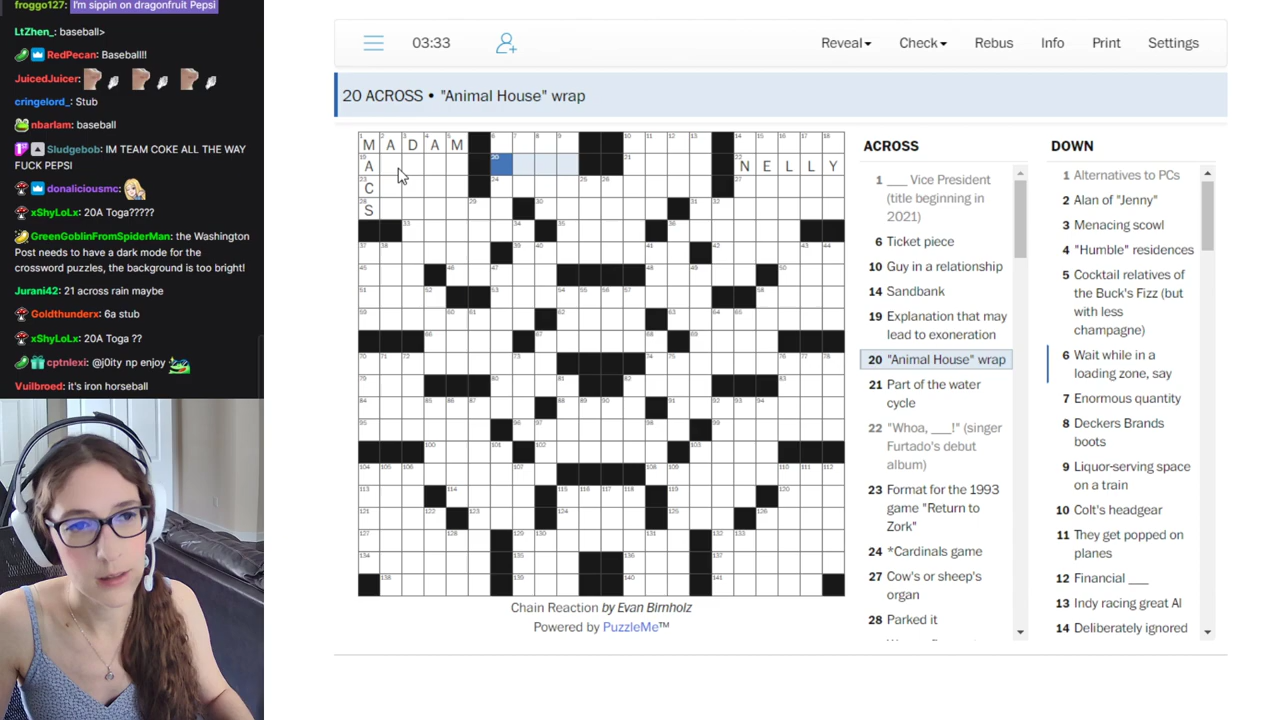 froggo127: I'm sippin on dragonfruit Pepsi
LtZhen_: baseball>
RedPecan: Baseball!!
JuicedJuicer:
cringelord_: Stub
nbarlam: baseball
Sludgebob: IM TEAM COKE ALL THE WAY
FUCK PEPSI
donaliciousmc:
xShyLoLx: 20A Toga?????
GreenGoblinFromSpiderMan: the Washington
Post needs to have a dark mode for the
crossword puzzles, the background is too bright!
Jurani42: 21 across rain maybe
Goldthunderx: 6a stub
xShyLoLx: 20A Toga ??
cptnlexi: @j0ity np enjoy
Vuilbroed: it's iron horseball
03:33
Reveal
Check
Rebus
Info
Print
Settings
20 ACROSS • "Animal House" wrap
M A D A M
A
N E L L Y
C
S
Chain Reaction by Evan Birnholz
Powered by PuzzleMe™
ACROSS
1 ___ Vice President
(title beginning in
2021)
6 Ticket piece
10 Guy in a relationship
14 Sandbank
19 Explanation that may
lead to exoneration
20 "Animal House" wrap
21 Part of the water
cycle
22 "Whoa, ___!" (singer
Furtado's debut
album)
23 Format for the 1993
game "Return to
Zork"
24 *Cardinals game
27 Cow's or sheep's
organ
28 Parked it
DOWN
1 Alternatives to PCs
2 Alan of "Jenny"
3 Menacing scowl
4 "Humble" residences
5 Cocktail relatives of
the Buck's Fizz (but
with less
champagne)
6 Wait while in a
loading zone, say
7 Enormous quantity
8 Deckers Brands
boots
9 Liquor-serving space
on a train
10 Colt's headgear
11 They get popped on
planes
12 Financial ___
13 Indy racing great Al
14 Deliberately ignored